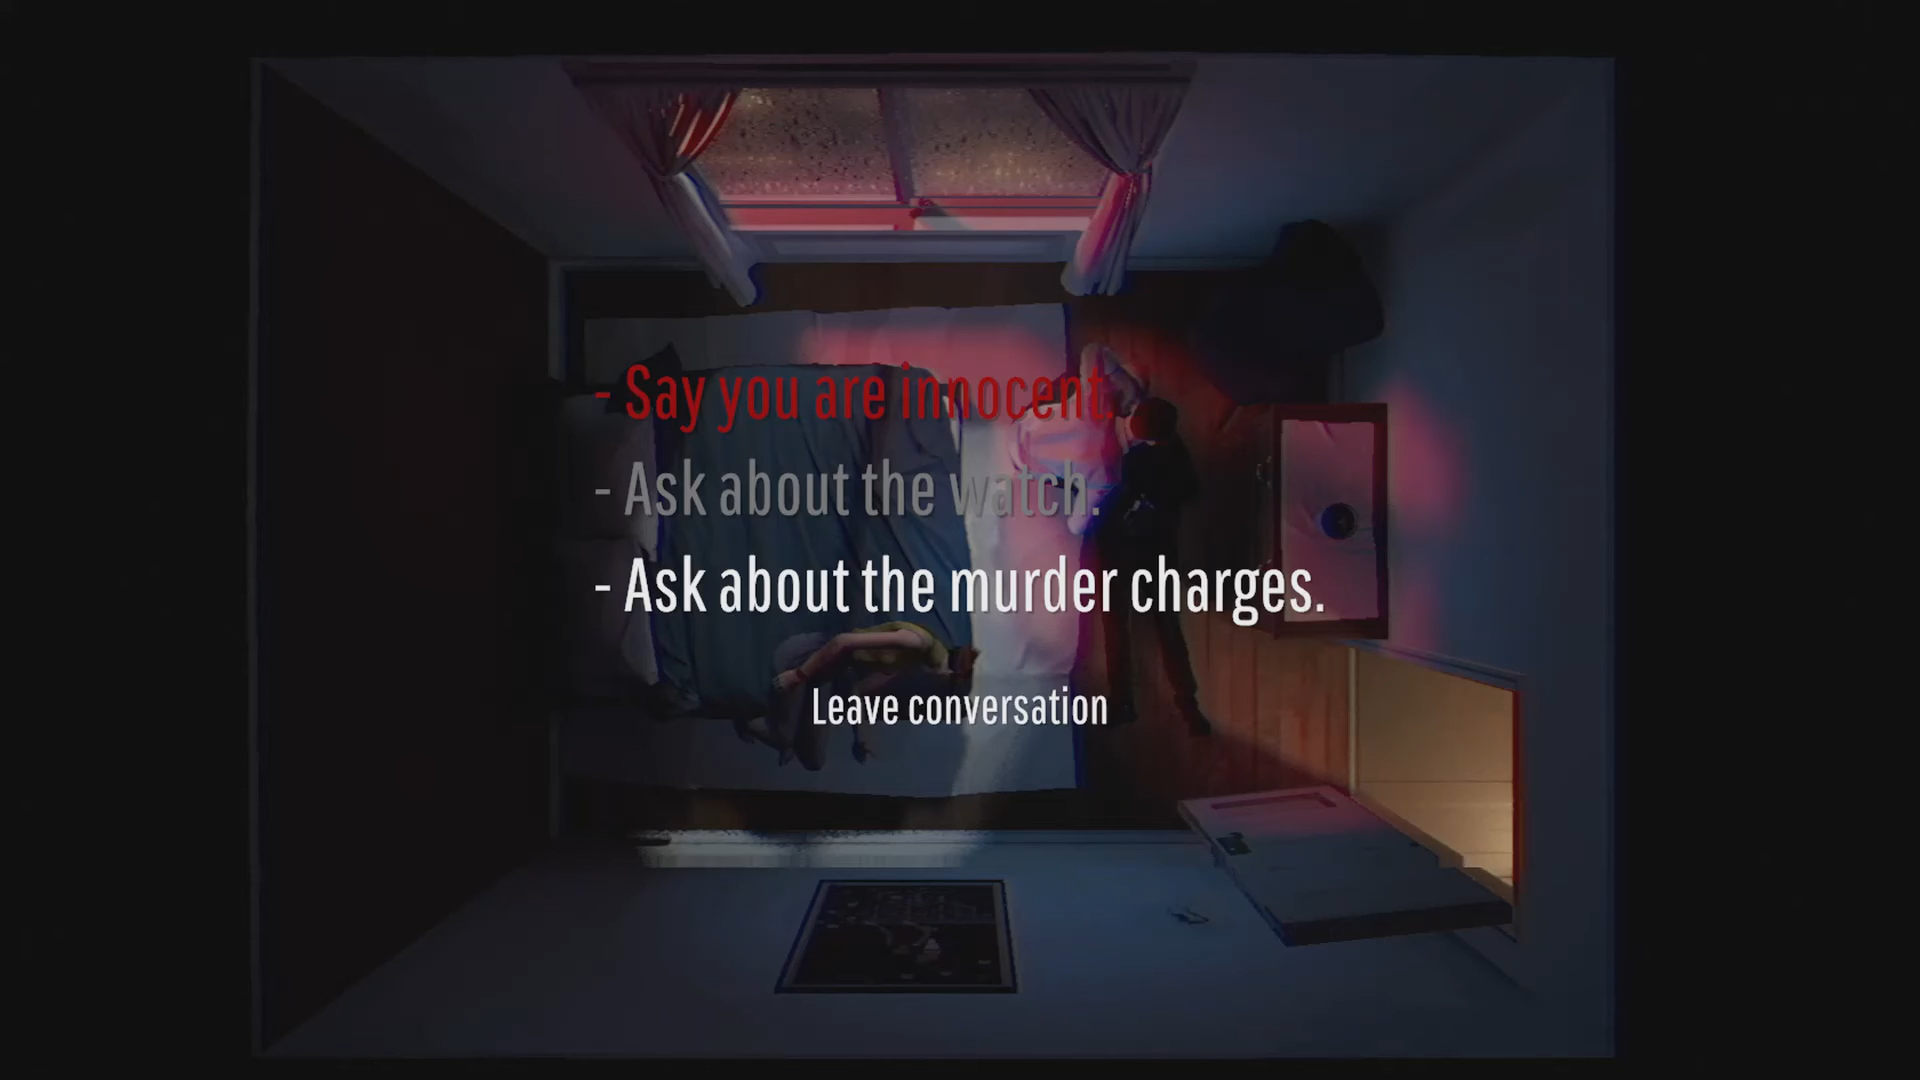 - Say you are innocent.
- Ask about the watch.
- Ask about the murder charges.
Leave conversation